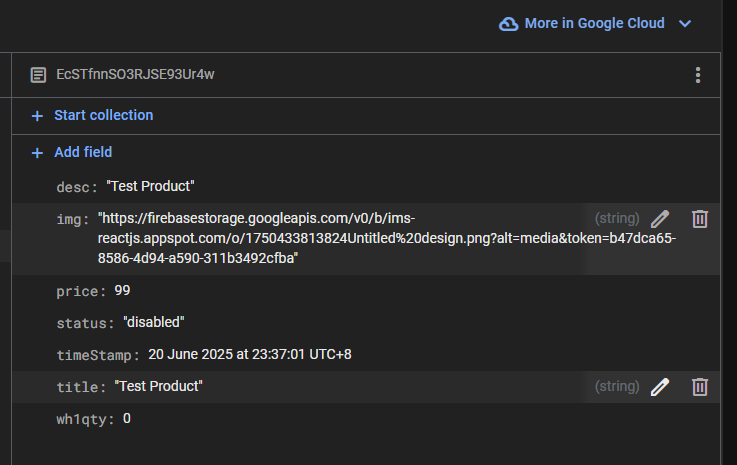 More in Google Cloud
EcSTfnnSO3RJSE93Ur4w
+ Start collection
+ Add field
desc: "Test Product"
img: "https://firebasestorage.googleapis.com/v0/b/ims- (string)
reactjs.appspot.com/o/1750433813824Untitled%20design.png?alt=media&token=b47dca65-
8586-4d94-a590-311b3492cfba"
price: 99
status: "disabled"
timeStamp: 20 June 2025 at 23:37:01 UTC+8
title: "Test Product" (string)
wh1qty: 0